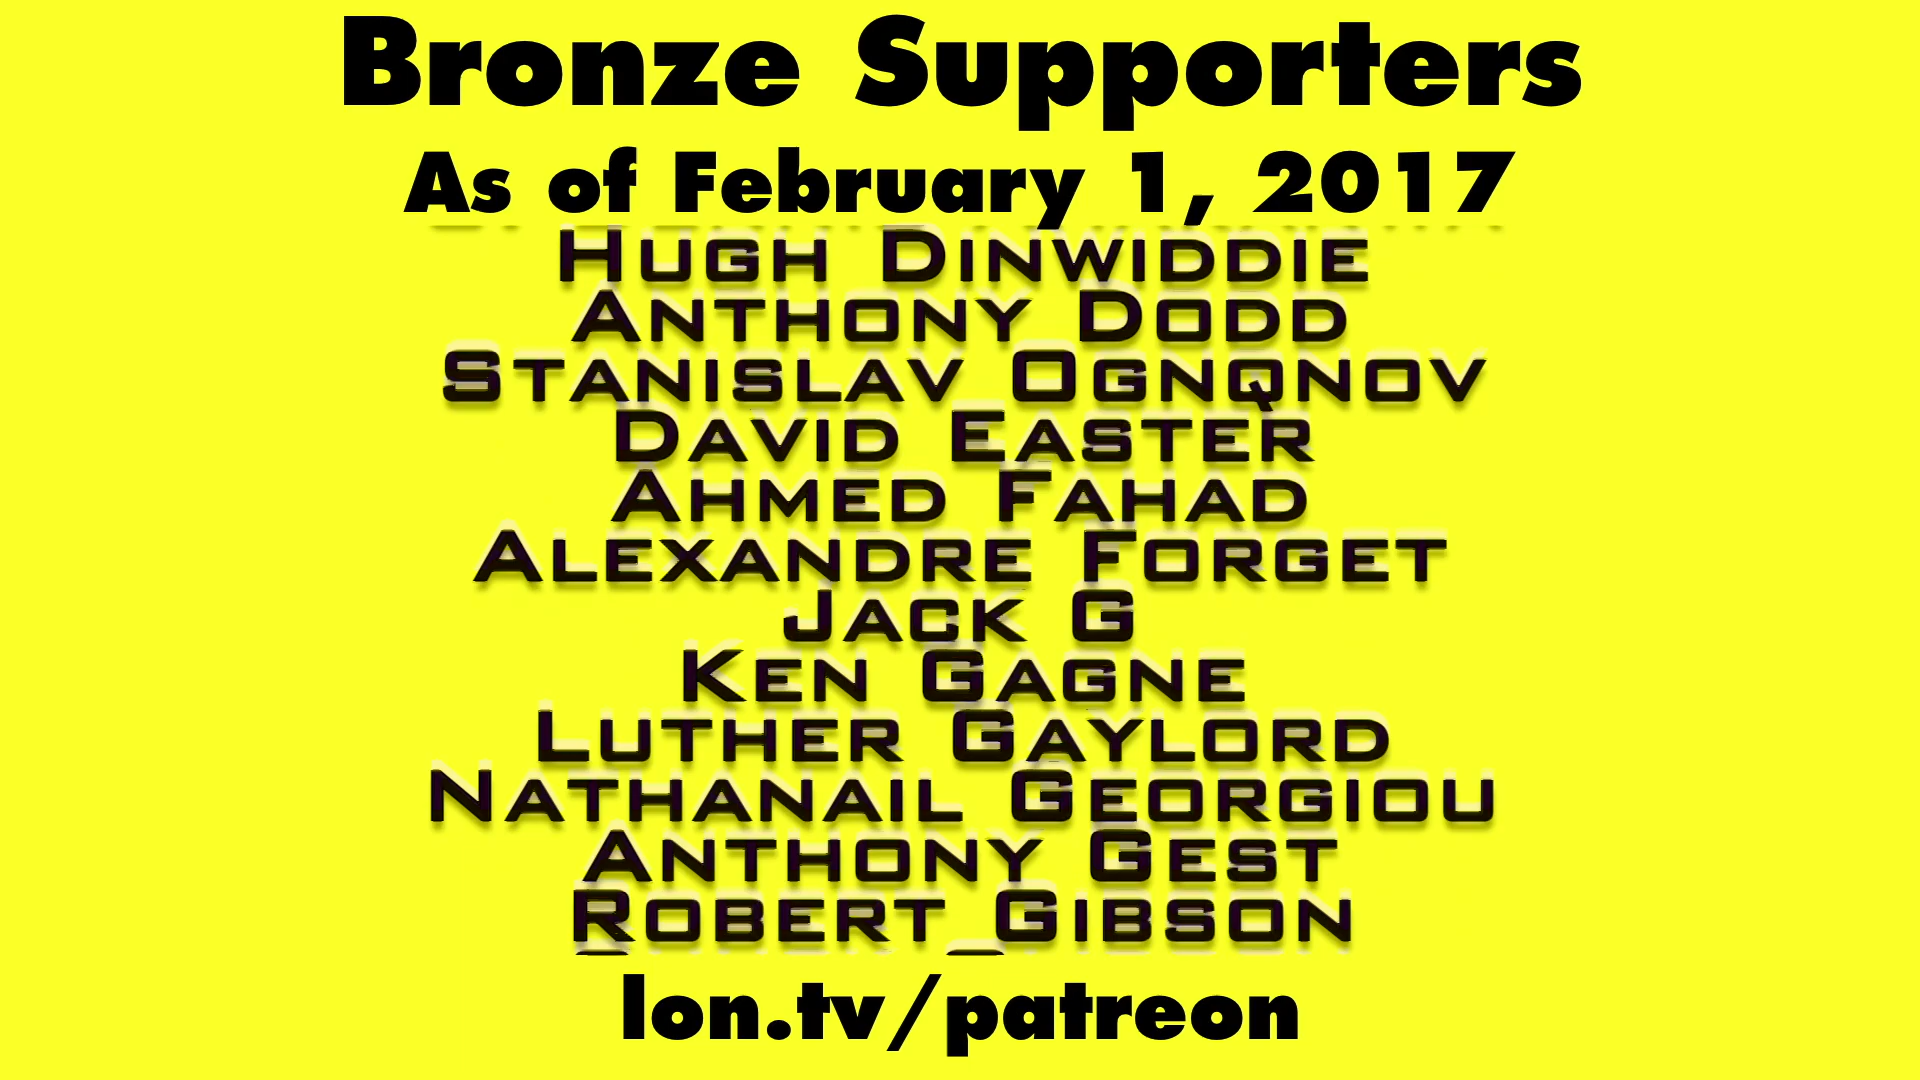 Bronze Supporters
As of February 1, 2017
Hugh Dinwiddie
Anthony Dodd
Stanislav Ognqnov
David Easter
Ahmed Fahad
Alexandre Forget
Jack G
Ken Gagne
Luther Gaylord
Nathanail Georgiou
Anthony Gest
Robert Gibson
lon.tv/patreon